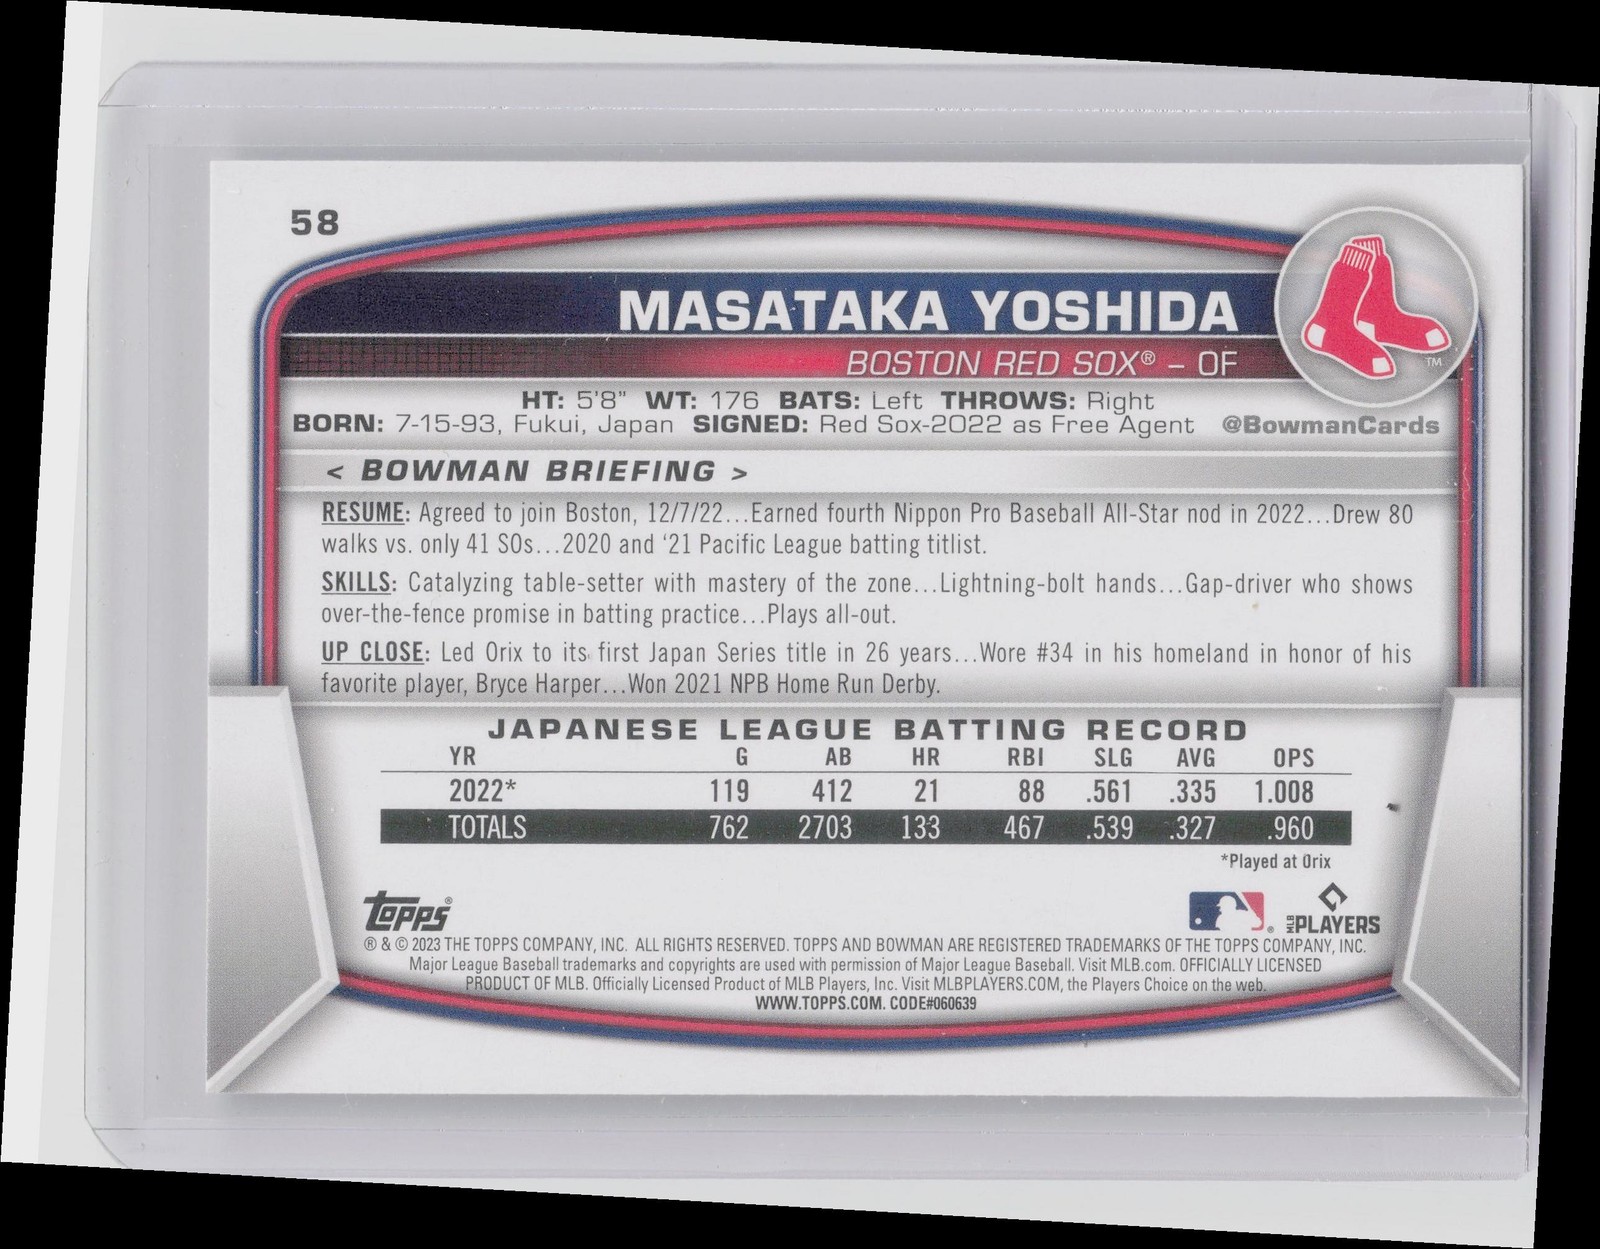 58
MASATAKA YOSHIDA
BOSTON RED SOX® – OF
TM
HT: 5'8" WT: 176 BATS: Left THROWS: Right
BORN: 7-15-93, Fukui, Japan SIGNED: Red Sox-2022 as Free Agent @BowmanCards
< BOWMAN BRIEFING >
RESUME: Agreed to join Boston, 12/7/22...Earned fourth Nippon Pro Baseball All-Star nod in 2022...Drew 80
walks vs. only 41 SOs...2020 and ‘21 Pacific League batting titlist.
SKILLS: Catalyzing table-setter with mastery of the zone...Lightning-bolt hands...Gap-driver who shows
over-the-fence promise in batting practice...Plays all-out.
UP CLOSE: Led Orix to its first Japan Series title in 26 years...Wore #34 in his homeland in honor of his
favorite player, Bryce Harper...Won 2021 NPB Home Run Derby.
JAPANESE LEAGUE BATTING RECORD
YR G AB HR RBI SLG AVG OPS
2022* 119 412 21 88 .561 .335 1.008
TOTALS 762 2703 133 467 .539 .327 .960
*Played at Orix
Topps® ® MLB PLAYERS
® & © 2023 THE TOPPS COMPANY, INC. ALL RIGHTS RESERVED. TOPPS AND BOWMAN ARE REGISTERED TRADEMARKS OF THE TOPPS COMPANY, INC.
Major League Baseball trademarks and copyrights are used with permission of Major League Baseball. Visit MLB.com. OFFICIALLY LICENSED
PRODUCT OF MLB. Officially Licensed Product of MLB Players, Inc. Visit MLBPLAYERS.COM, the Players Choice on the web.
WWW.TOPPS.COM. CODE#060639